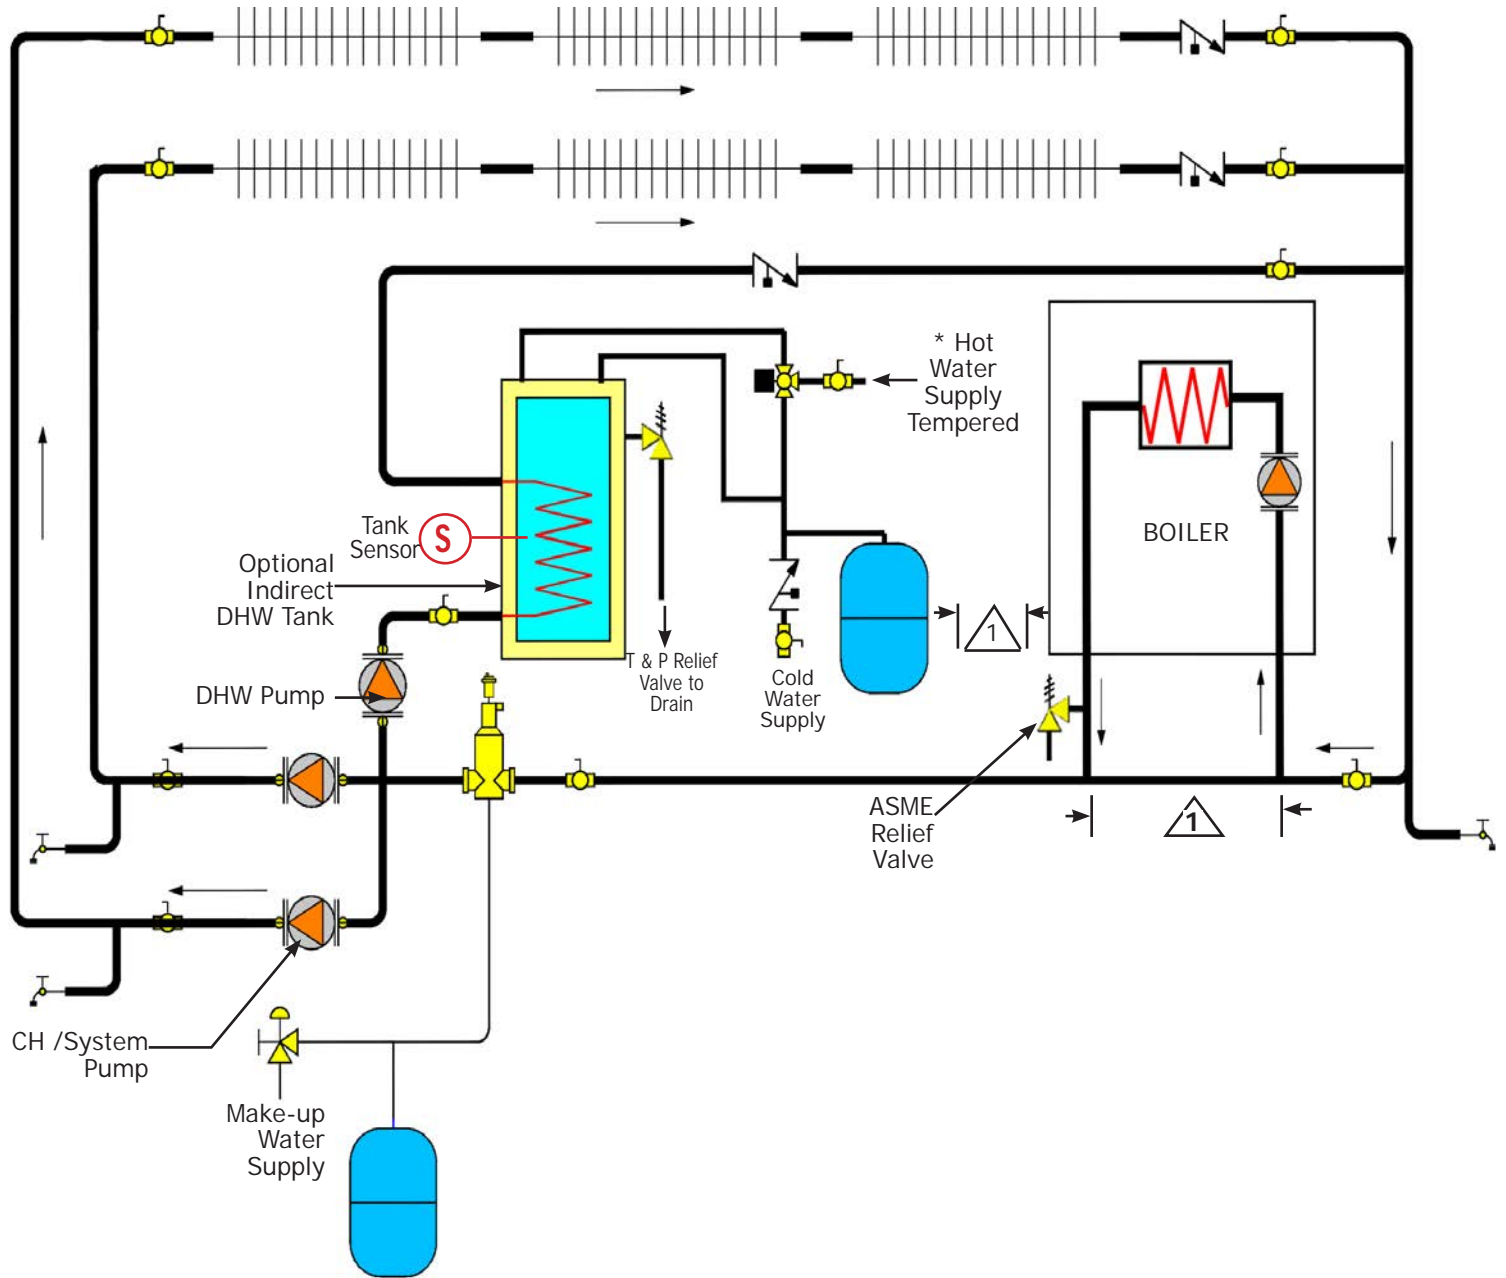 * Hot
Water
Supply
Tempered
BOILER
Tank
Sensor
S
Optional
Indirect
DHW Tank
1
T & P Relief
Valve to
Drain
Cold
Water
Supply
DHW Pump
ASME
Relief
Valve
1
CH /System
Pump
Make-up
Water
Supply